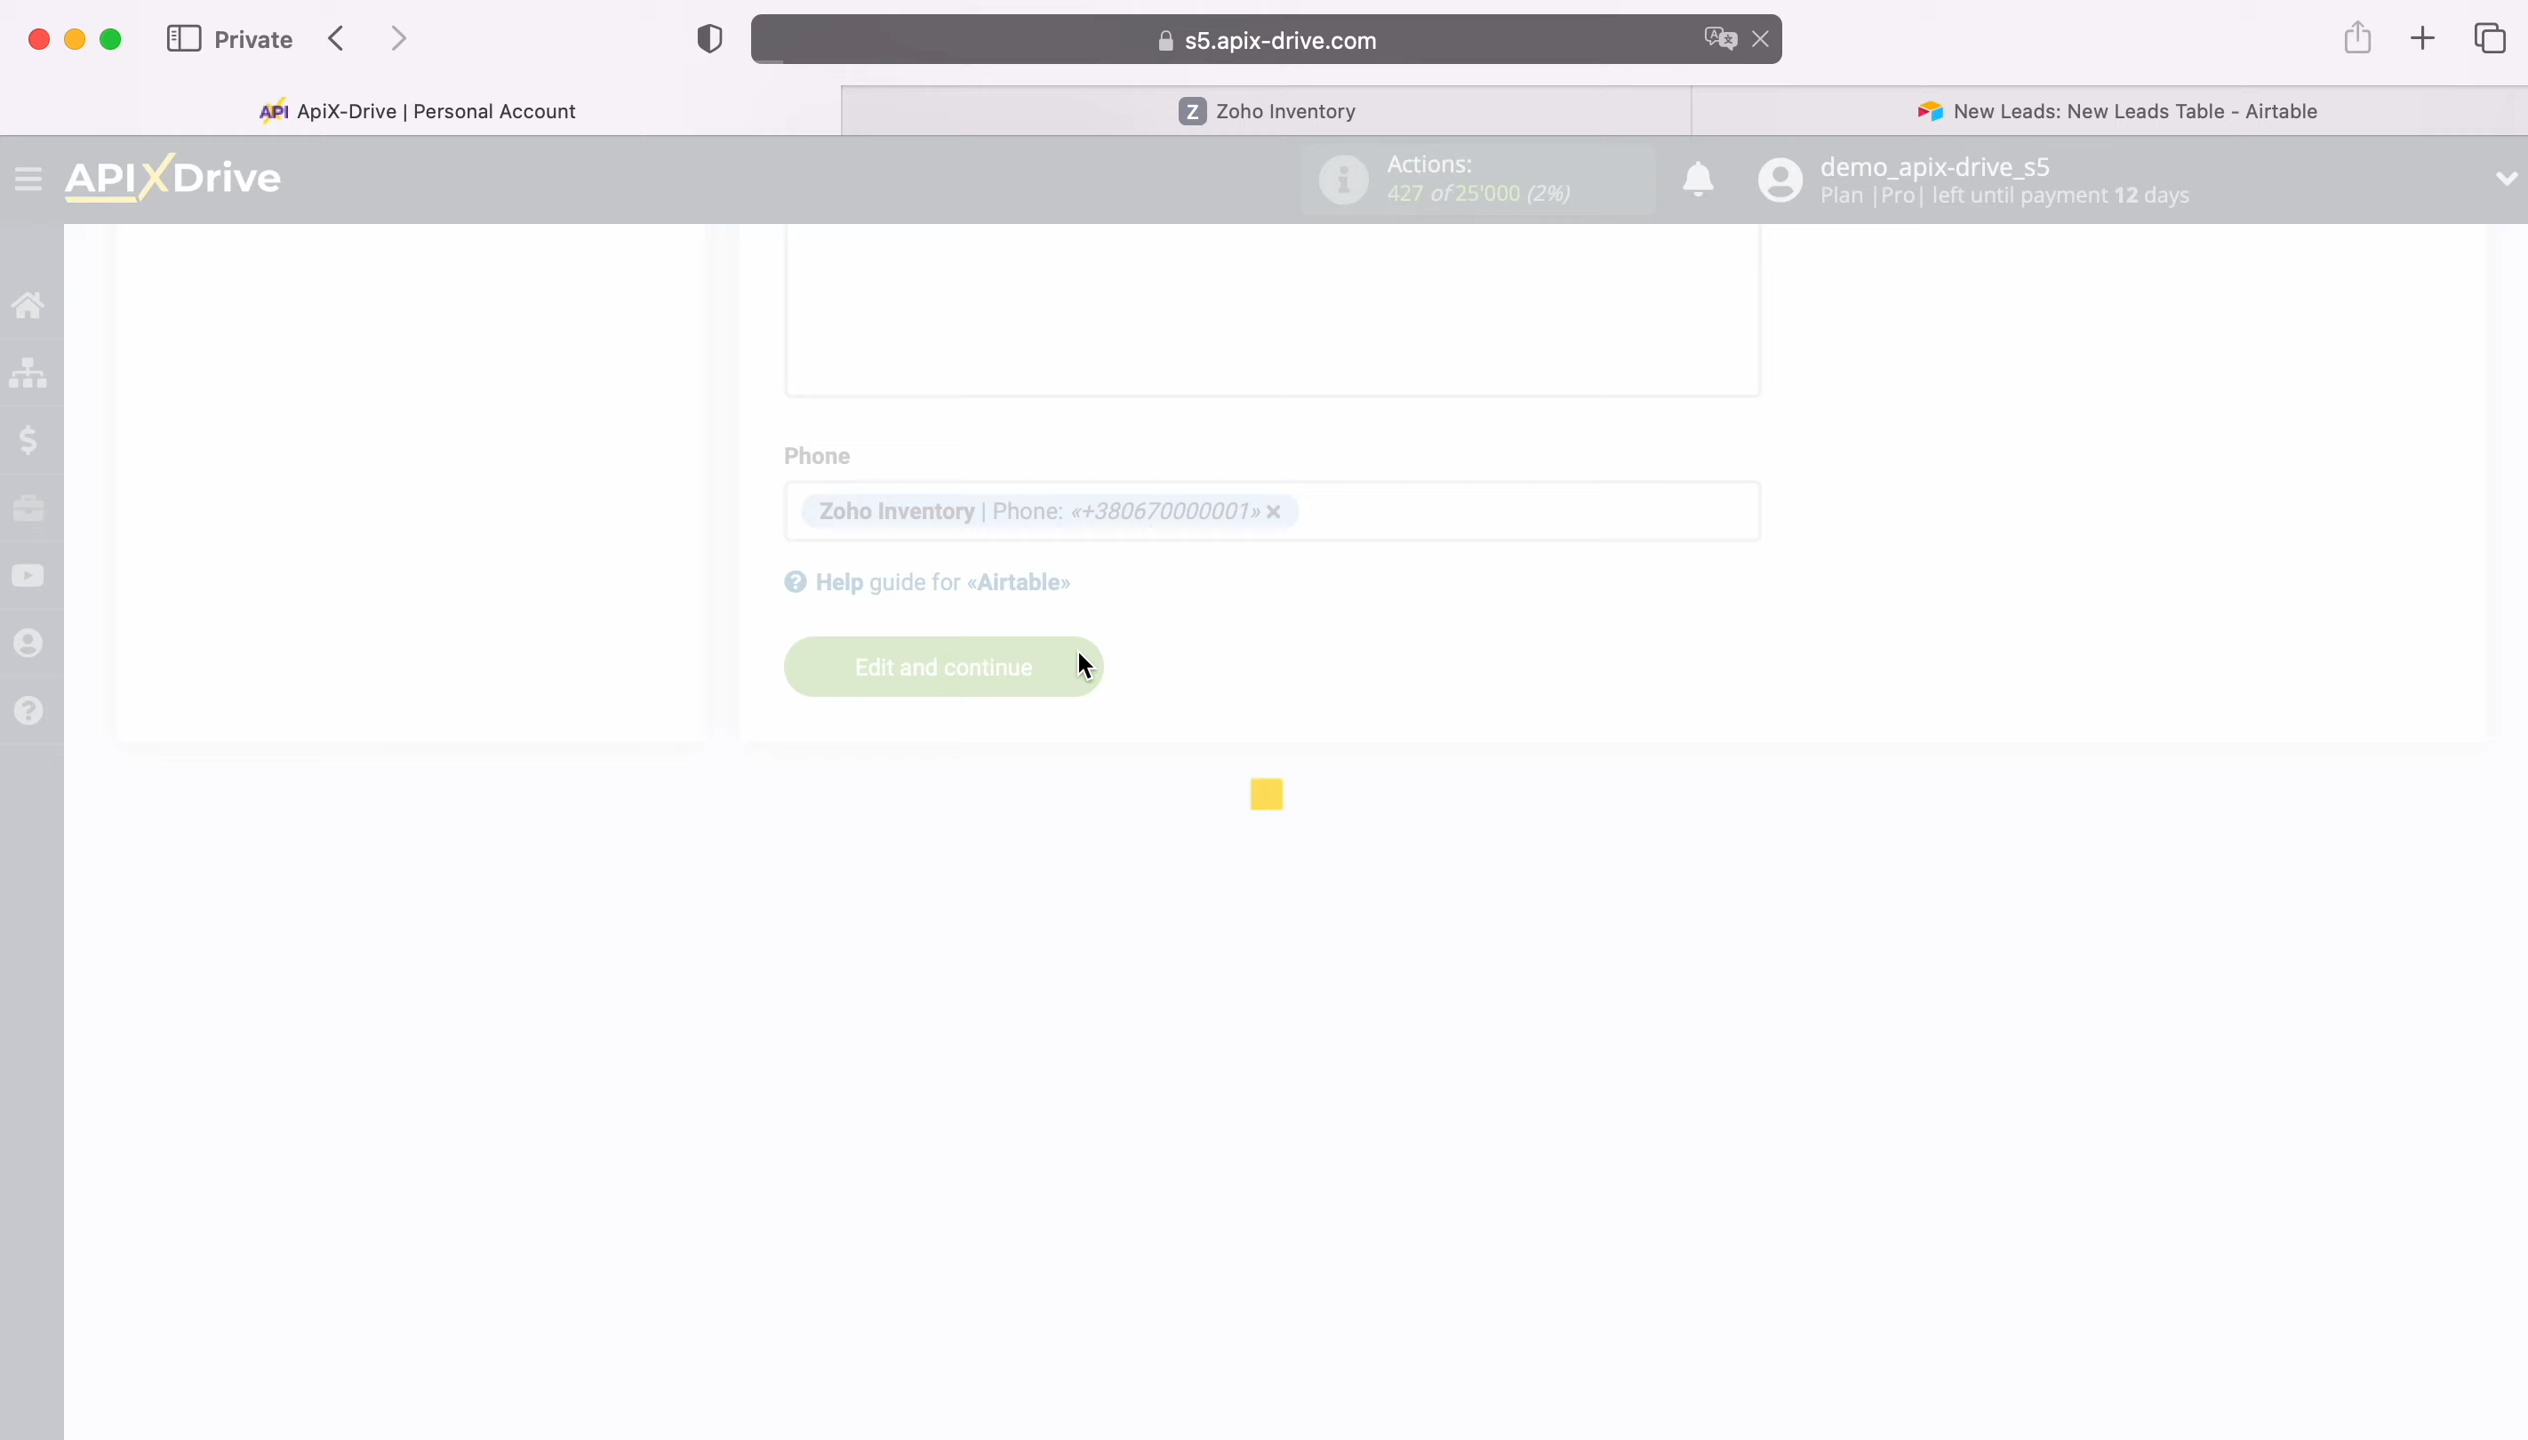 Private
s5.apix-drive.com
API ApiX-Drive | Personal Account
Z Zoho Inventory
New Leads: New Leads Table - Airtable
APIXDrive
Actions:
427 of 25'000 (2%)
demo_apix-drive_s5
Plan |Pro| left until payment 12 days
Phone
Zoho Inventory | Phone: «+380670000001»
Help guide for «Airtable»
Edit and continue